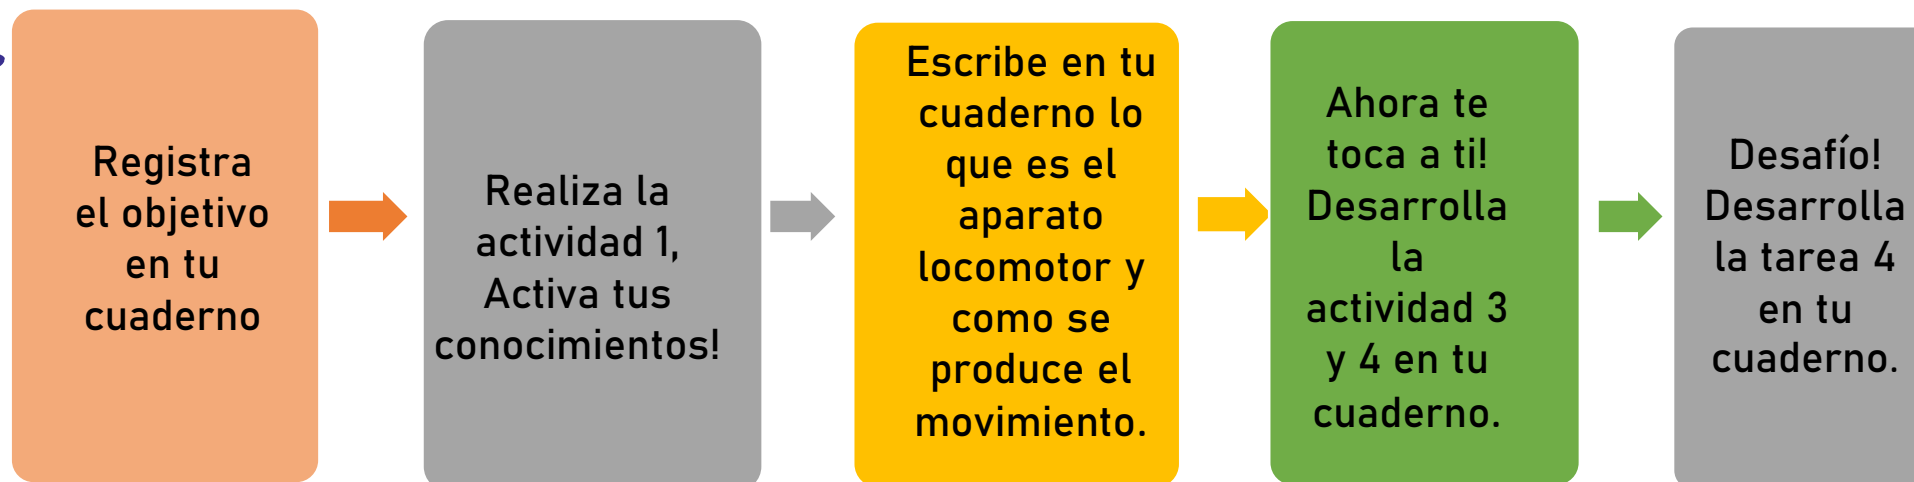 Registra
el objetivo
en tu
cuaderno
Realiza la
actividad 1,
Activa tus
conocimientos!
Escribe en tu
cuaderno lo
que es el
aparato
locomotor y
como se
produce el
movimiento.
Ahora te
toca a ti!
Desarrolla
la
actividad 3
y 4 en tu
cuaderno.
Desafío!
Desarrolla
la tarea 4
en tu
cuaderno.